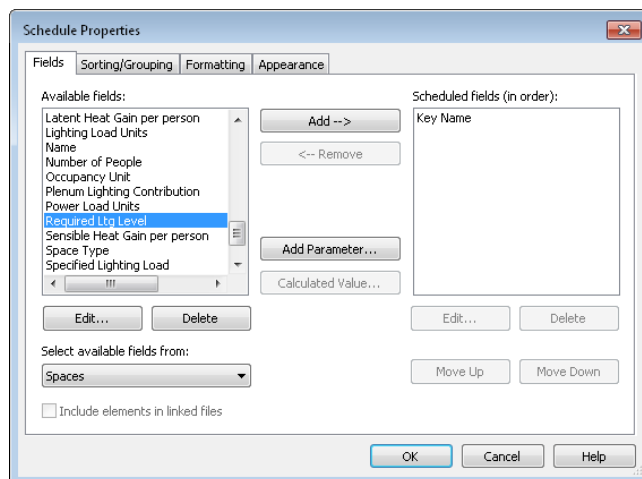 Schedule Properties
Fields Sorting/Grouping Formatting Appearance
Available fields:
Latent Heat Gain per person
Lighting Load Units
Name
Number of People
Occupancy Unit
Plenum Lighting Contribution
Power Load Units
Required Ltg Level
Sensible Heat Gain per person
Space Type
Specified Lighting Load
Edit... Delete
Select available fields from:
Spaces
Include elements in linked files
Add -->
<-- Remove
Add Parameter...
Calculated Value...
Scheduled fields (in order):
Key Name
Edit... Delete
Move Up Move Down
OK Cancel Help